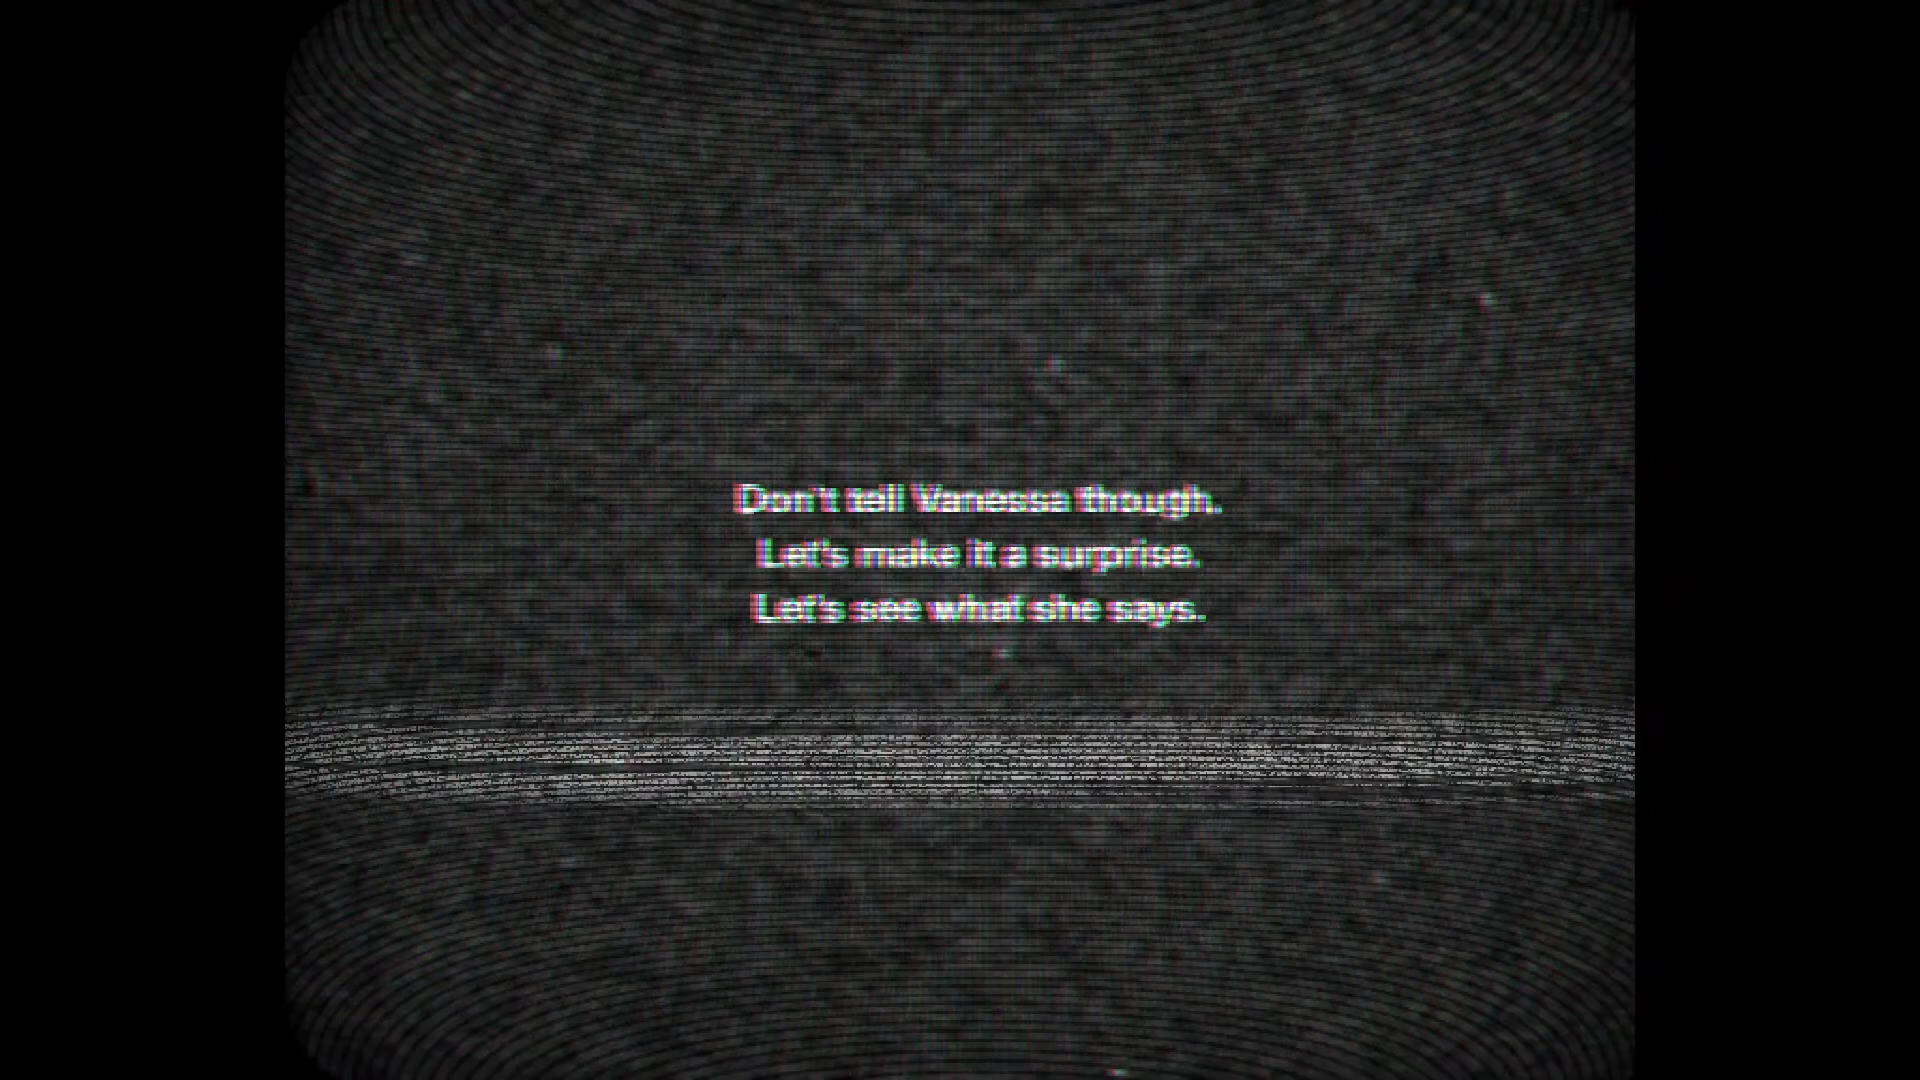 Don't tell Vanessa though.
Let's make it a surprise.
Let's see what she says.